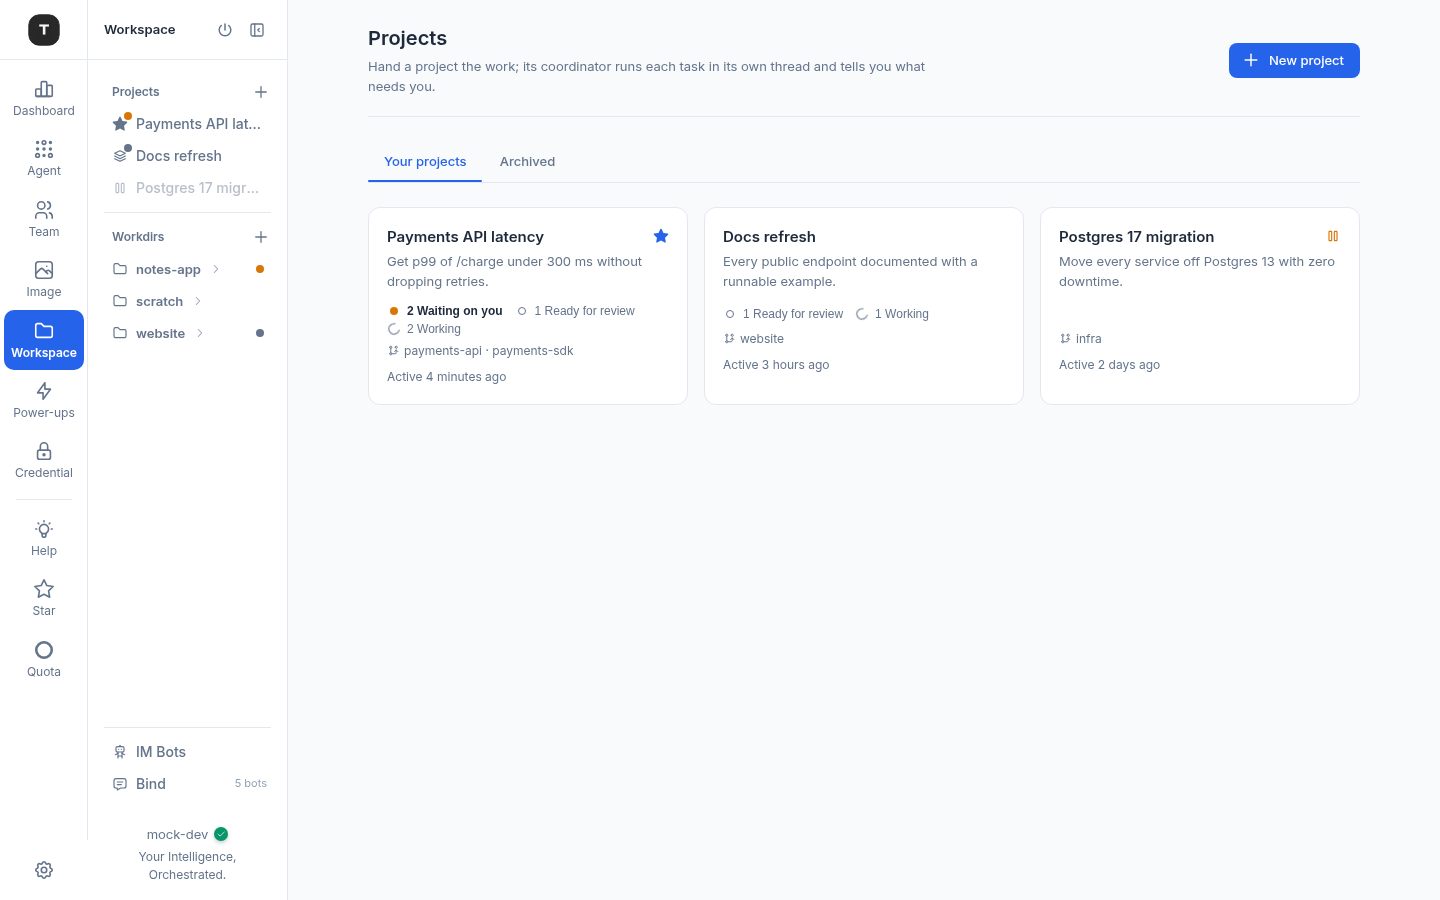 T
Workspace
Dashboard
Agent
Team
Image
Workspace
Power-ups
Credential
Help
Star
Quota
Projects
Payments API lat...
Docs refresh
Postgres 17 migr...
Workdirs
notes-app
scratch
website
IM Bots
Bind
5 bots
mock-dev
Your Intelligence,
Orchestrated.
Projects
Hand a project the work; its coordinator runs each task in its own thread and tells you what
needs you.
New project
Your projects
Archived
Payments API latency
Get p99 of /charge under 300 ms without
dropping retries.
2 Waiting on you 1 Ready for review
2 Working
payments-api · payments-sdk
Active 4 minutes ago
Docs refresh
Every public endpoint documented with a
runnable example.
1 Ready for review 1 Working
website
Active 3 hours ago
Postgres 17 migration
Move every service off Postgres 13 with zero
downtime.
infra
Active 2 days ago